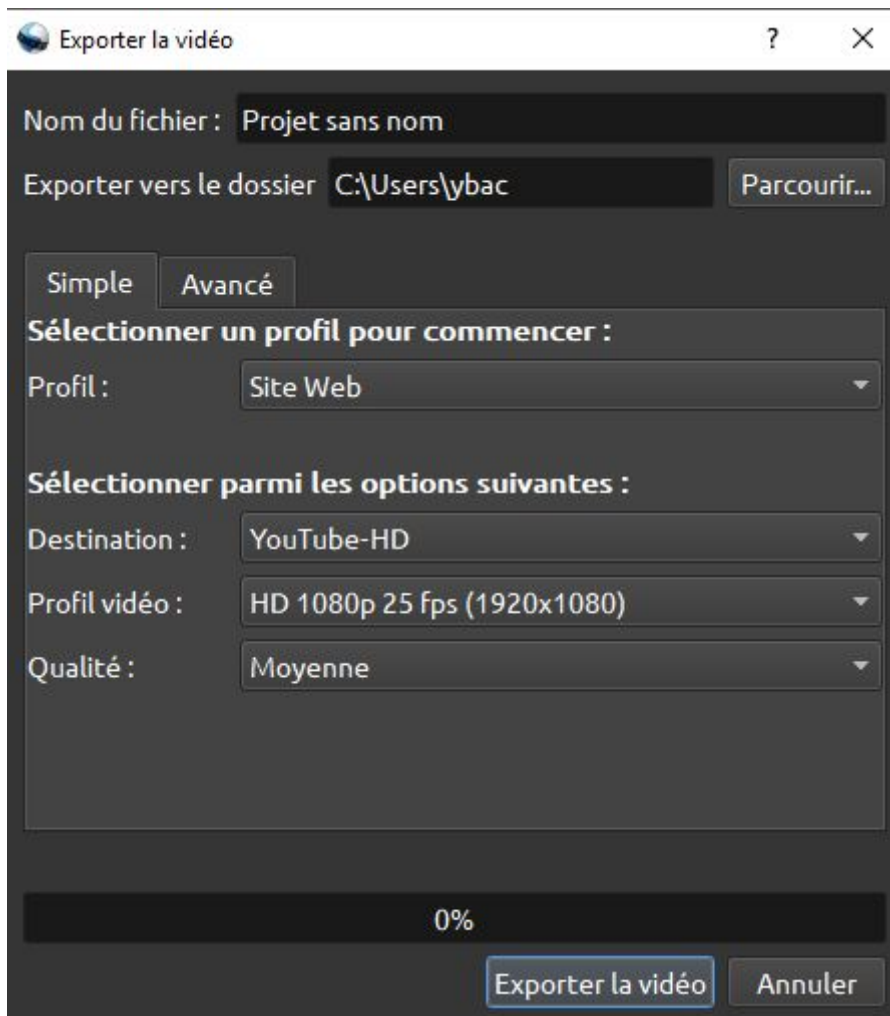 Exporter la vidéo ?
Nom du fichier : Projet sans nom
Exporter vers le dossier C:\Users\ybac Parcourir...
Simple Avancé
Sélectionner un profil pour commencer :
Profil : Site Web
Sélectionner parmi les options suivantes :
Destination : YouTube-HD
Profil vidéo : HD 1080p 25 fps (1920x1080)
Qualité : Moyenne
0%
Exporter la vidéo Annuler